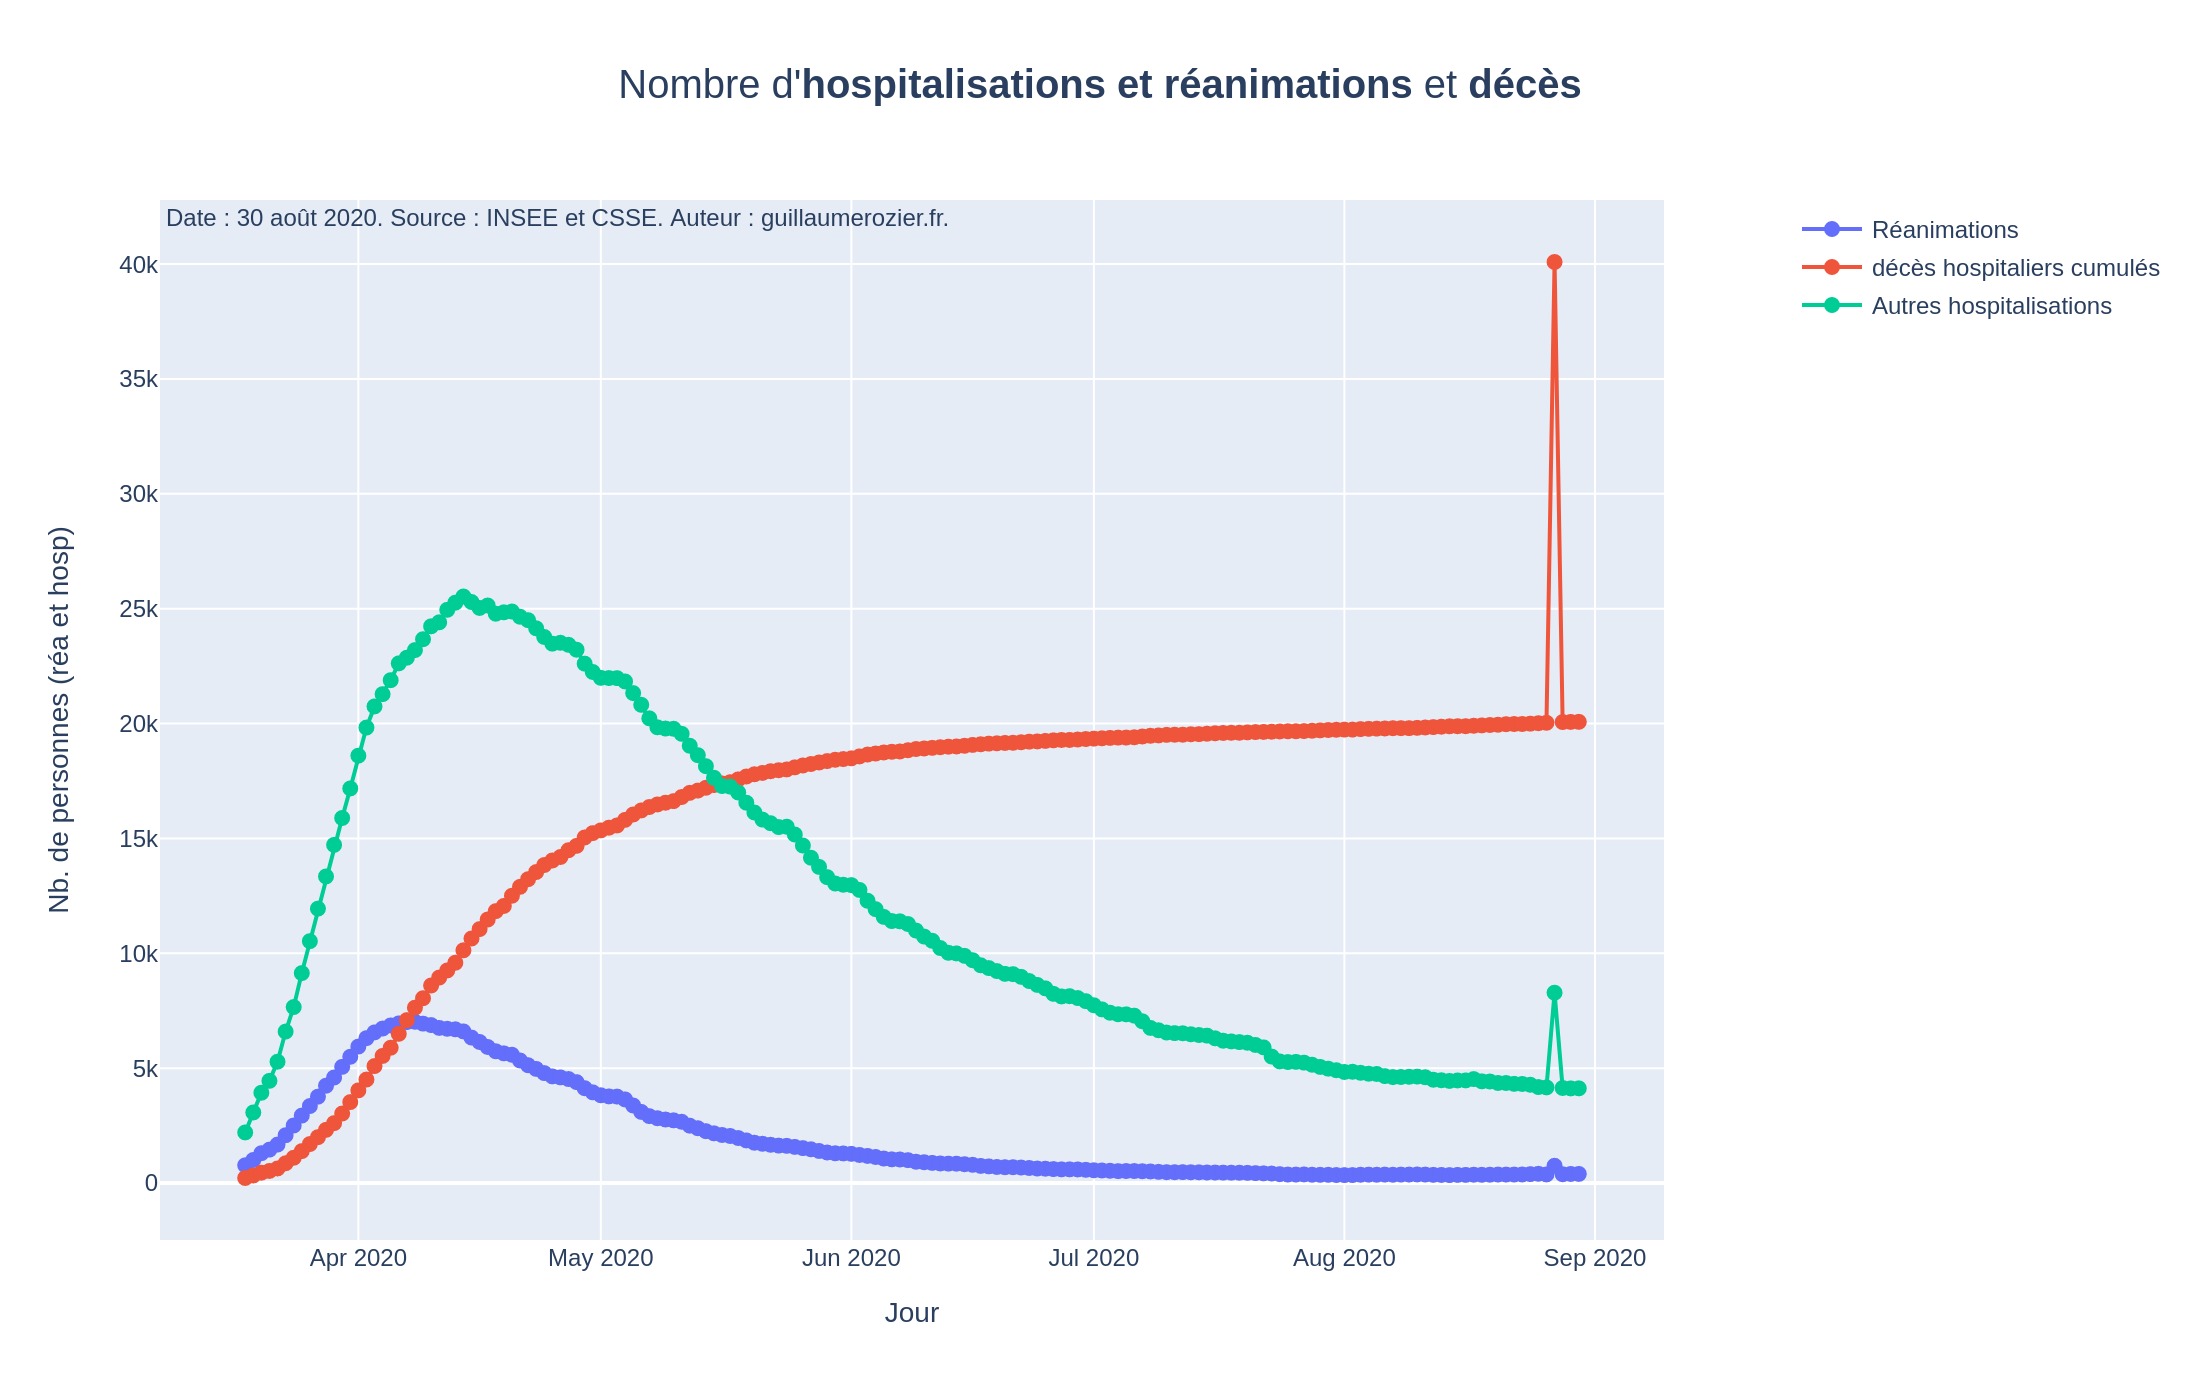 Nombre d'hospitalisations et réanimations et décès
Date : 30 août 2020. Source : INSEE et CSSE. Auteur : guillaumerozier.fr.
Réanimations
décès hospitaliers cumulés
Autres hospitalisations
Nb. de personnes (réa et hosp)
40k
35k
30k
25k
20k
15k
10k
5k
0
Apr 2020
May 2020
Jun 2020
Jul 2020
Aug 2020
Sep 2020
Jour